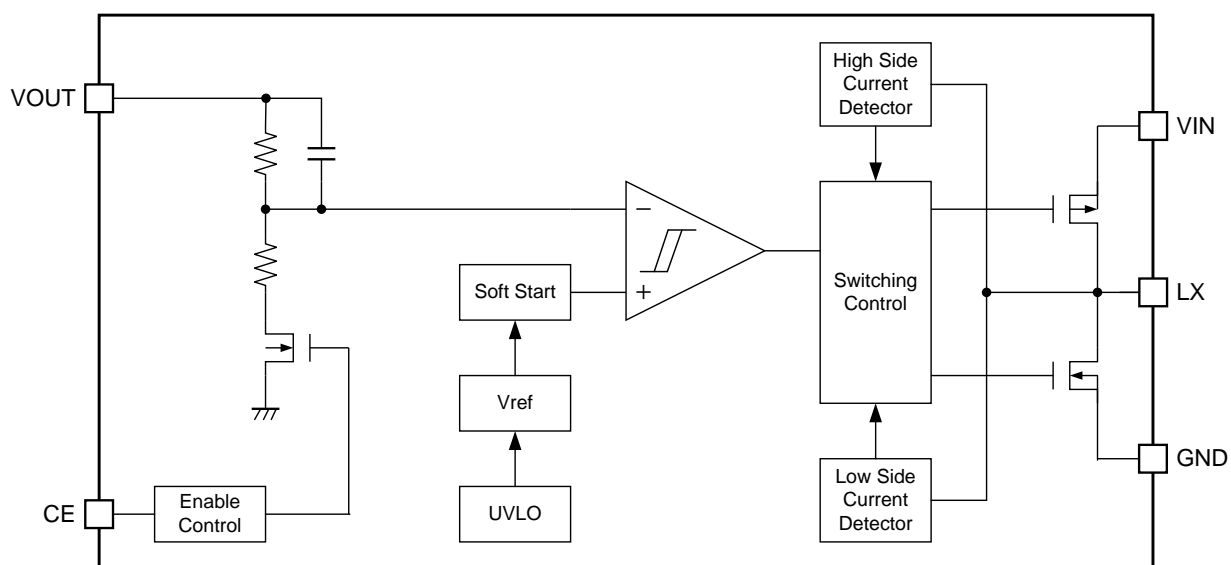 High Side
Current
Detector
VOUT
VIN
−
Soft Start
+
Switching
Control
LX
Vref
GND
Low Side
Current
Detector
CE
Enable
Control
UVLO